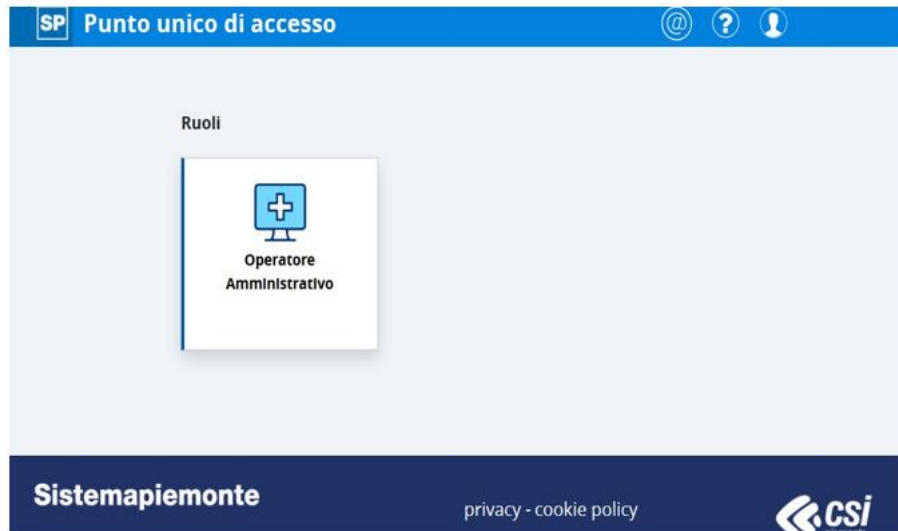 SP Punto unico di accesso @ ?
Ruoli
Operatore
Amministrativo
Sistemapiemonte
privacy - cookie policy
csi